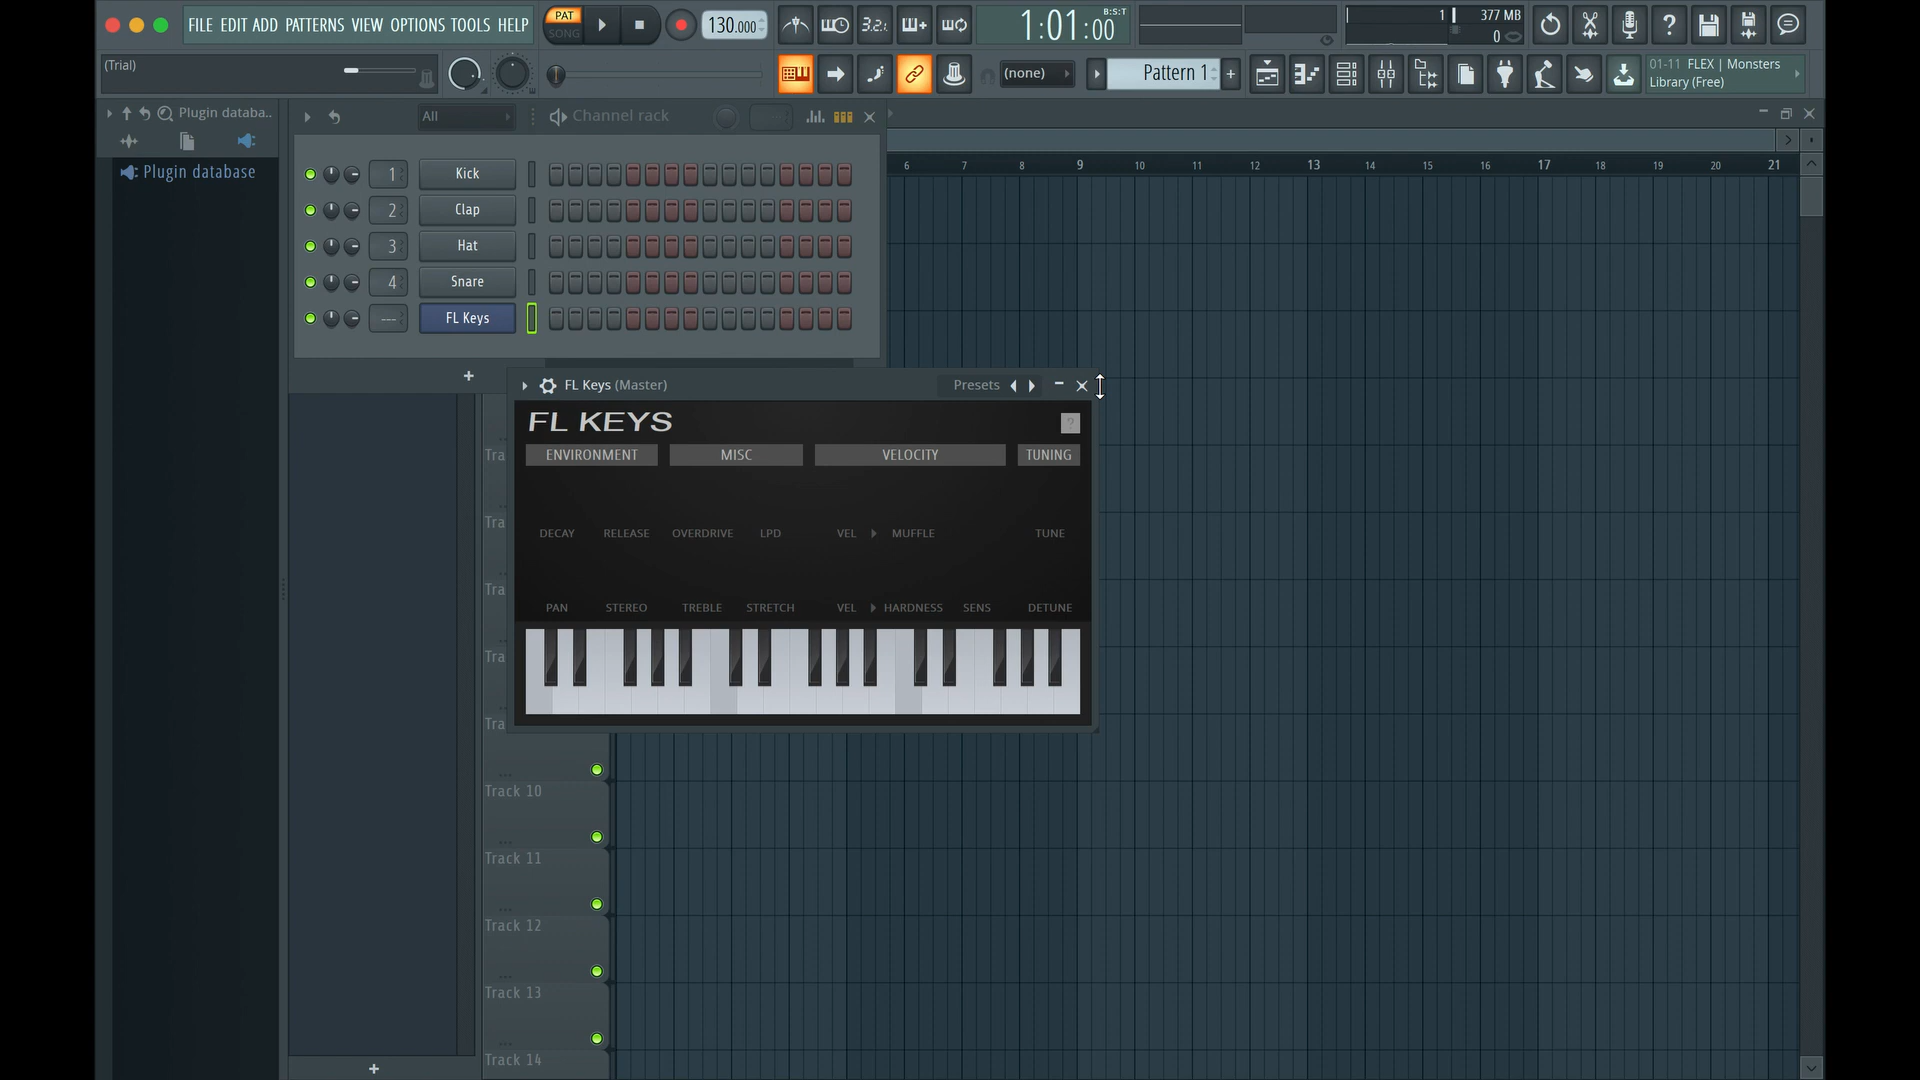 FILE EDIT ADD PATTERNS VIEW OPTIONS TOOLS HELP
PAT
SONG
130.000
3.2.
1:01:00
B:S:T
1
377 MB
0
(Trial)
(none)
Pattern 1
+
01-11 FLEX | Monsters
Library (Free)
Plugin databa..
All
Channel rack
Plugin database
1 Kick
2 Clap
3 Hat
4 Snare
--- FL Keys
+
6 7 8 9 10 11 12 13 14 15 16 17 18 19 20 21
FL Keys (Master)
Presets
FL KEYS
?
ENVIRONMENT MISC VELOCITY TUNING
DECAY RELEASE OVERDRIVE LPD VEL MUFFLE TUNE
PAN STEREO TREBLE STRETCH VEL HARDNESS SENS DETUNE
Tra
Tra
Tra
Tra
Tra
Track 10
Track 11
Track 12
Track 13
Track 14
+